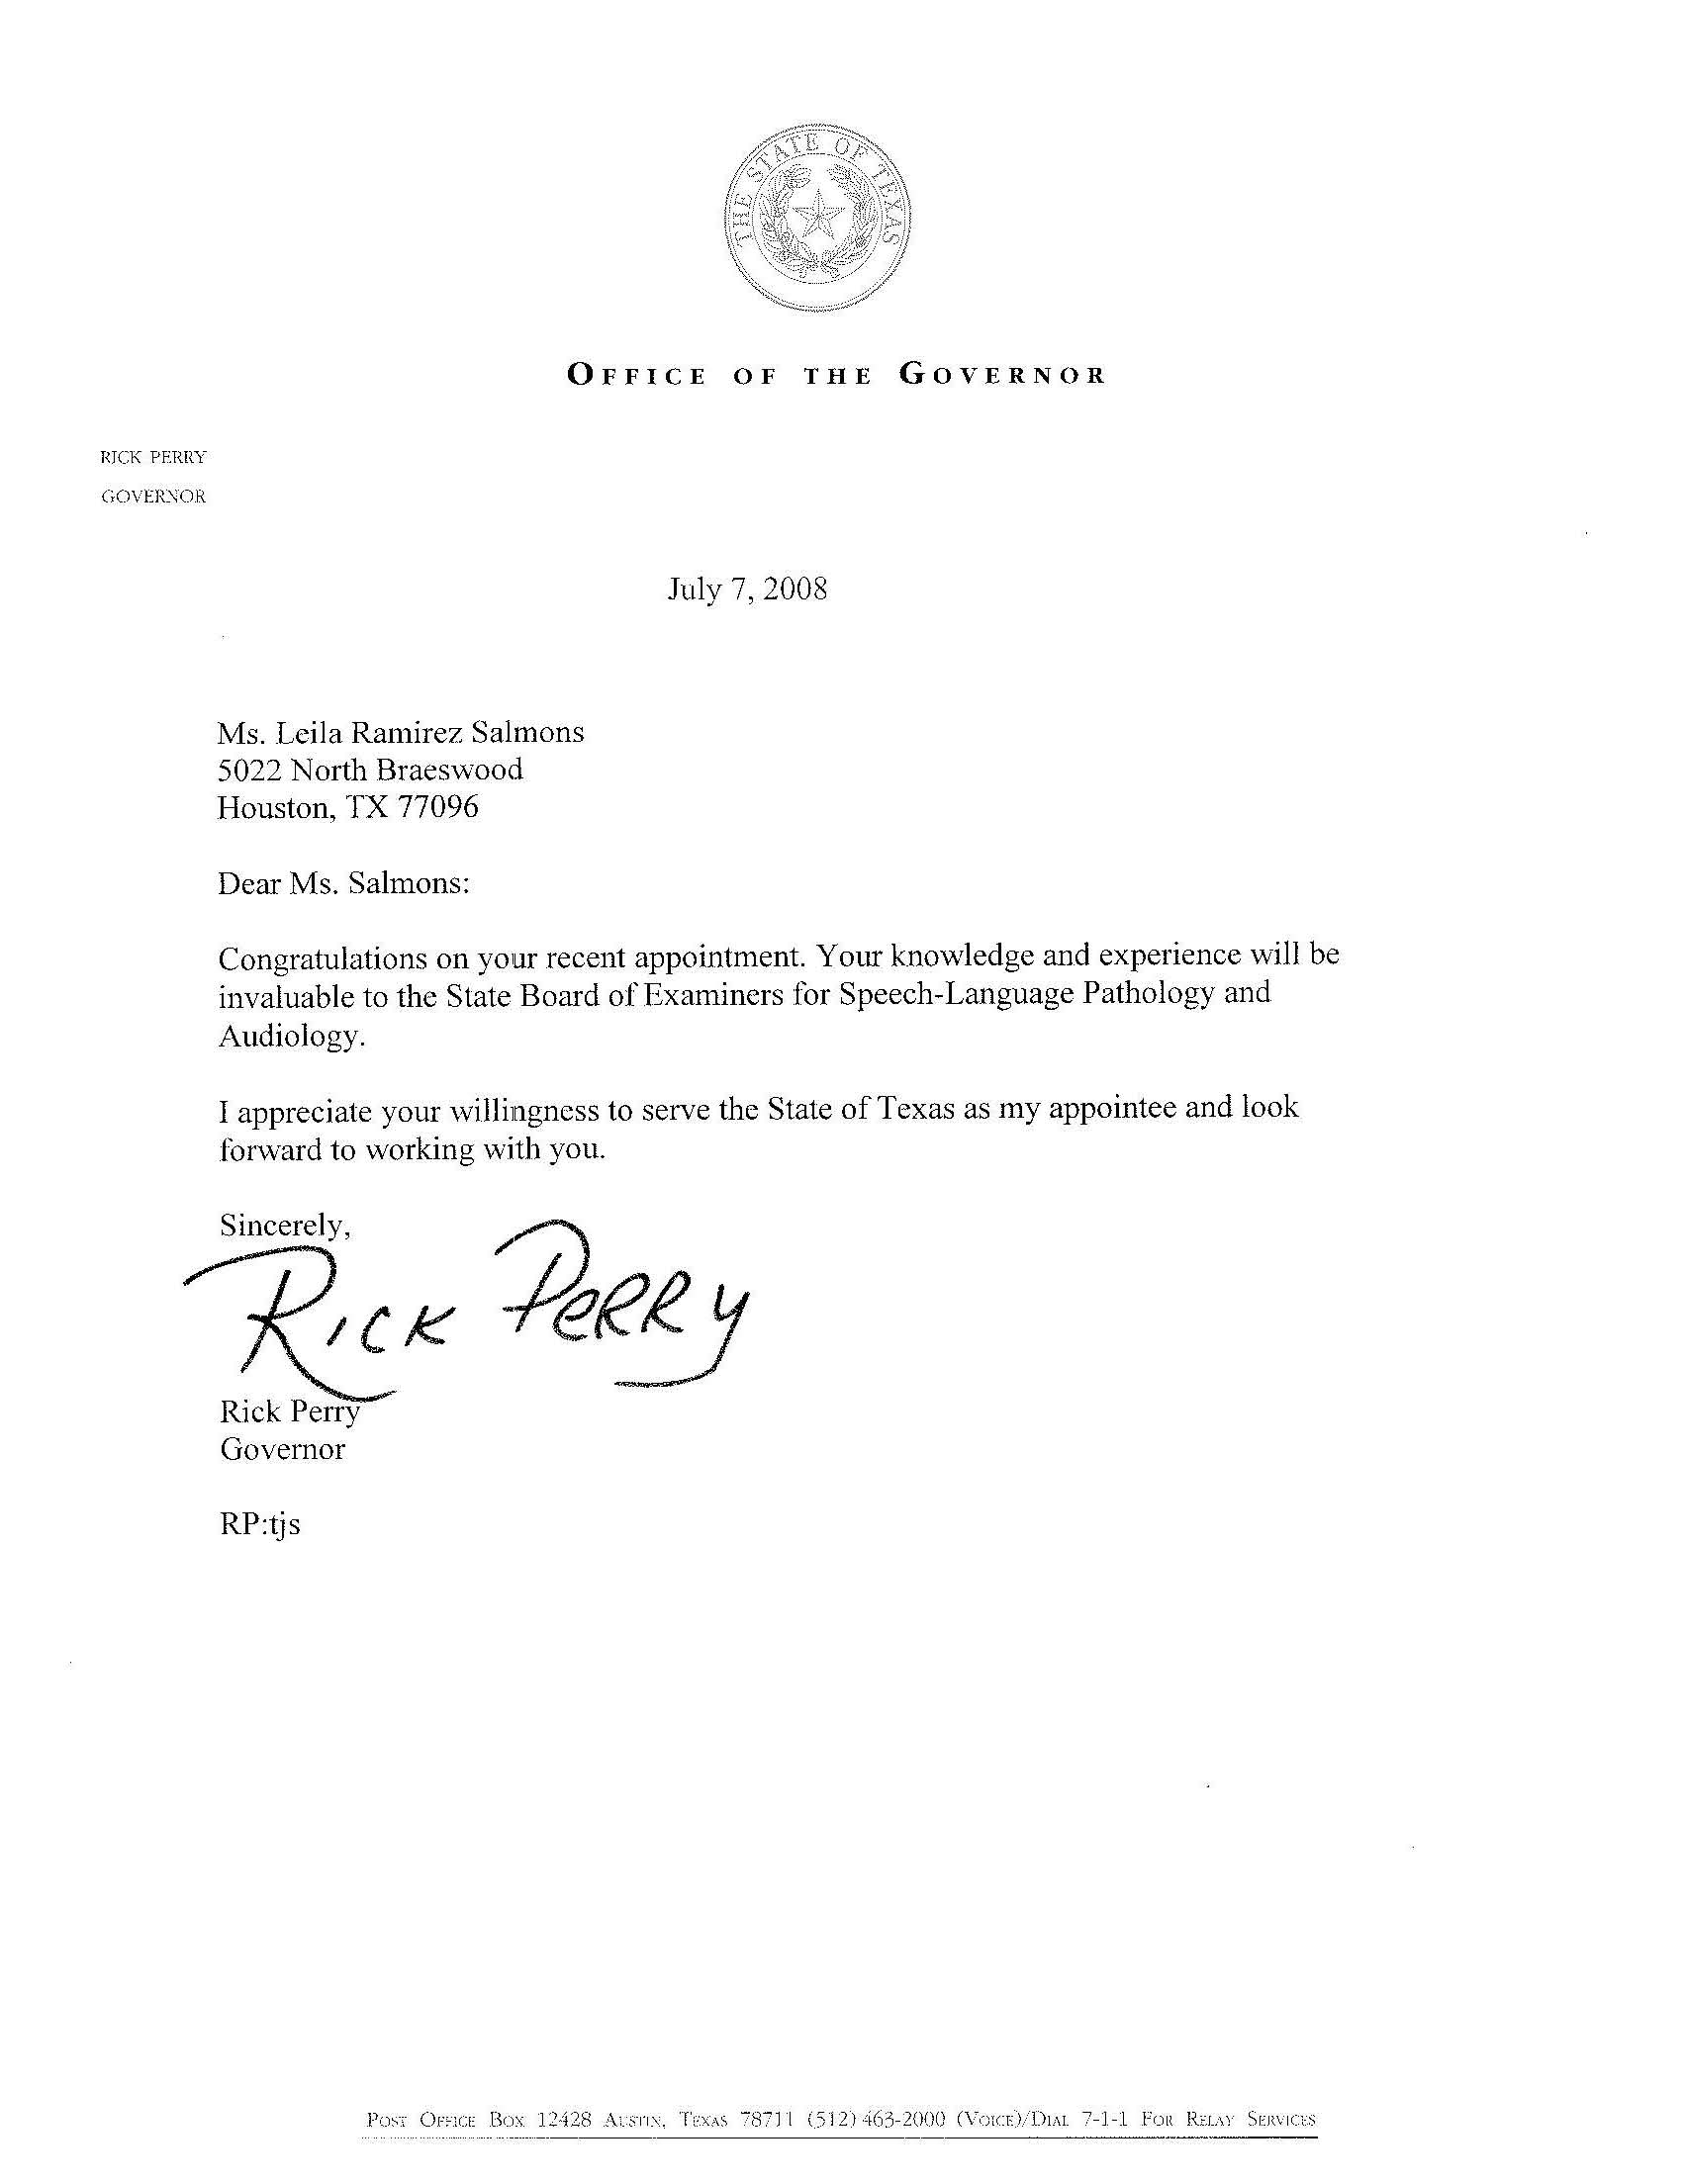 THE STATE OF TEXAS
OFFICE OF THE GOVERNOR
RICK PERRY
GOVERNOR
July 7, 2008
Ms. Leila Ramirez Salmons
5022 North Braeswood
Houston, TX 77096
Dear Ms. Salmons:
Congratulations on your recent appointment. Your knowledge and experience will be
invaluable to the State Board of Examiners for Speech-Language Pathology and
Audiology.
I appreciate your willingness to serve the State of Texas as my appointee and look
forward to working with you.
Sincerely,
RICK PeRRy
Rick Perry
Governor
RP:tjs
POST OFFICE BOX 12428 AUSTIN, TEXAS 78711 (512) 463-2000 (VOICE)/DIAL 7-1-1 FOR RELAY SERVICES